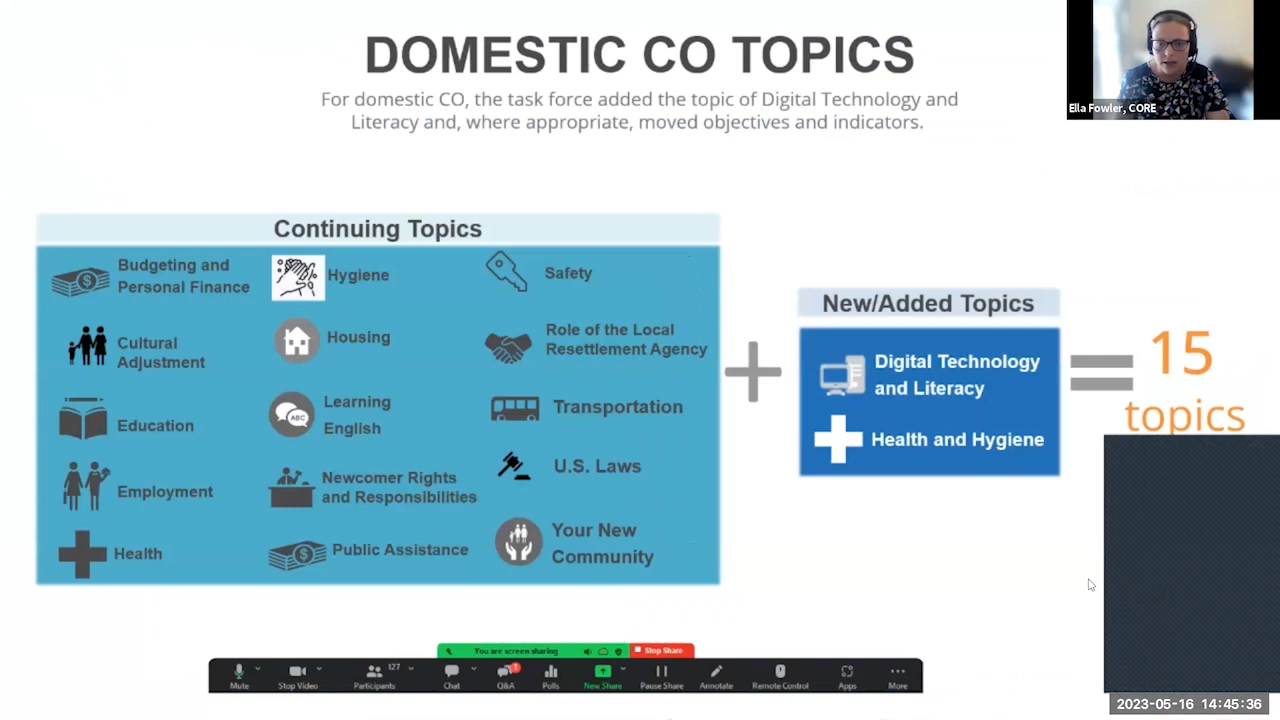 DOMESTIC CO TOPICS
For domestic CO, the task force added the topic of Digital Technology and
Literacy and, where appropriate, moved objectives and indicators.
Ella Fowler, CORE
Continuing Topics
Budgeting and
Personal Finance
Cultural
Adjustment
Education
Employment
Health
Hygiene
Housing
ABC
Learning
English
Newcomer Rights
and Responsibilities
Public Assistance
Safety
Role of the Local
Resettlement Agency
Transportation
U.S. Laws
Your New
Community
New/Added Topics
Digital Technology
and Literacy
Health and Hygiene
15
topics
You are screen sharing
Stop Share
Mute
Stop Video
127
Participants
Chat
1
Q&A
Polls
New Share
Pause Share
Annotate
Remote Control
Apps
More
2023-05-16 14:45:36